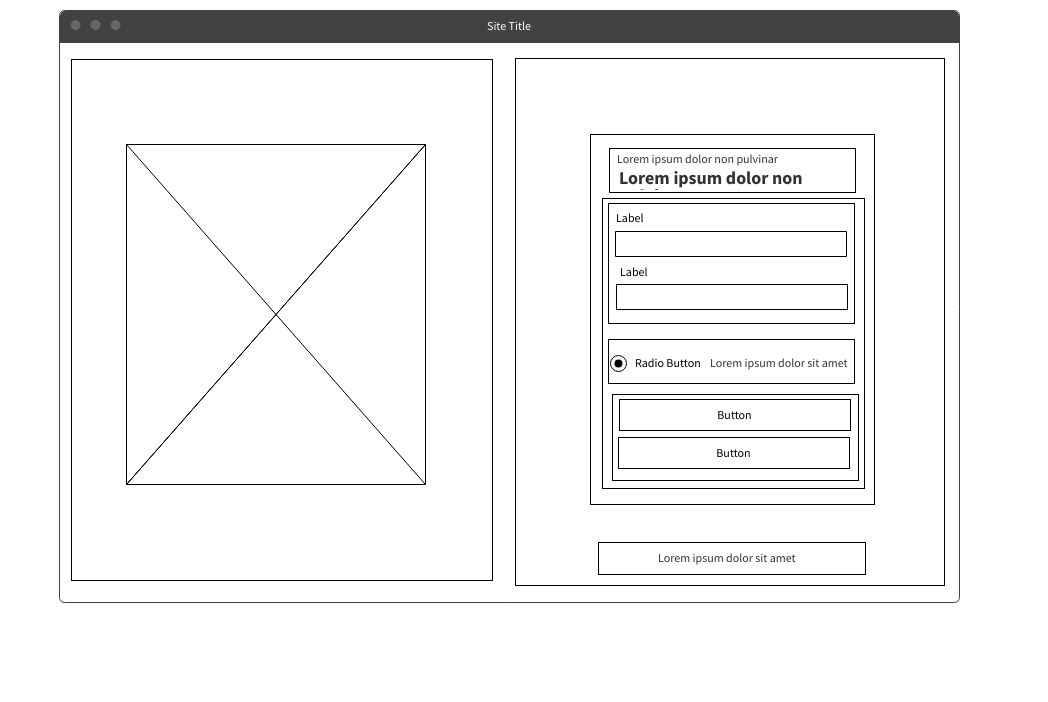 Site Title
Lorem ipsum dolor non pulvinar
Lorem ipsum dolor non
Label
Label
Radio Button Lorem ipsum dolor sit amet
Button
Button
Lorem ipsum dolor sit amet